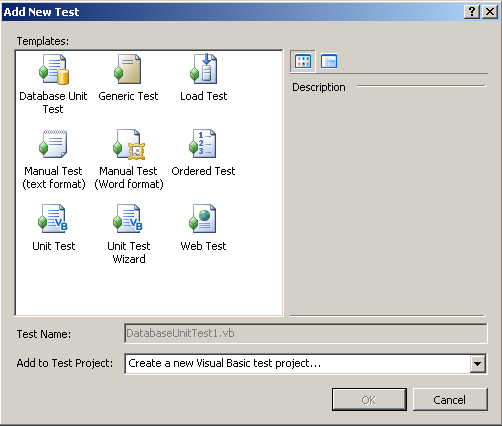 Add New Test
Templates:
Database Unit
Test
Generic Test
Load Test
Manual Test
(text format)
Manual Test
(Word format)
Ordered Test
Unit Test
Unit Test
Wizard
Web Test
Description
Test Name:
DatabaseUnitTest1.vb
Add to Test Project:
Create a new Visual Basic test project...
OK
Cancel